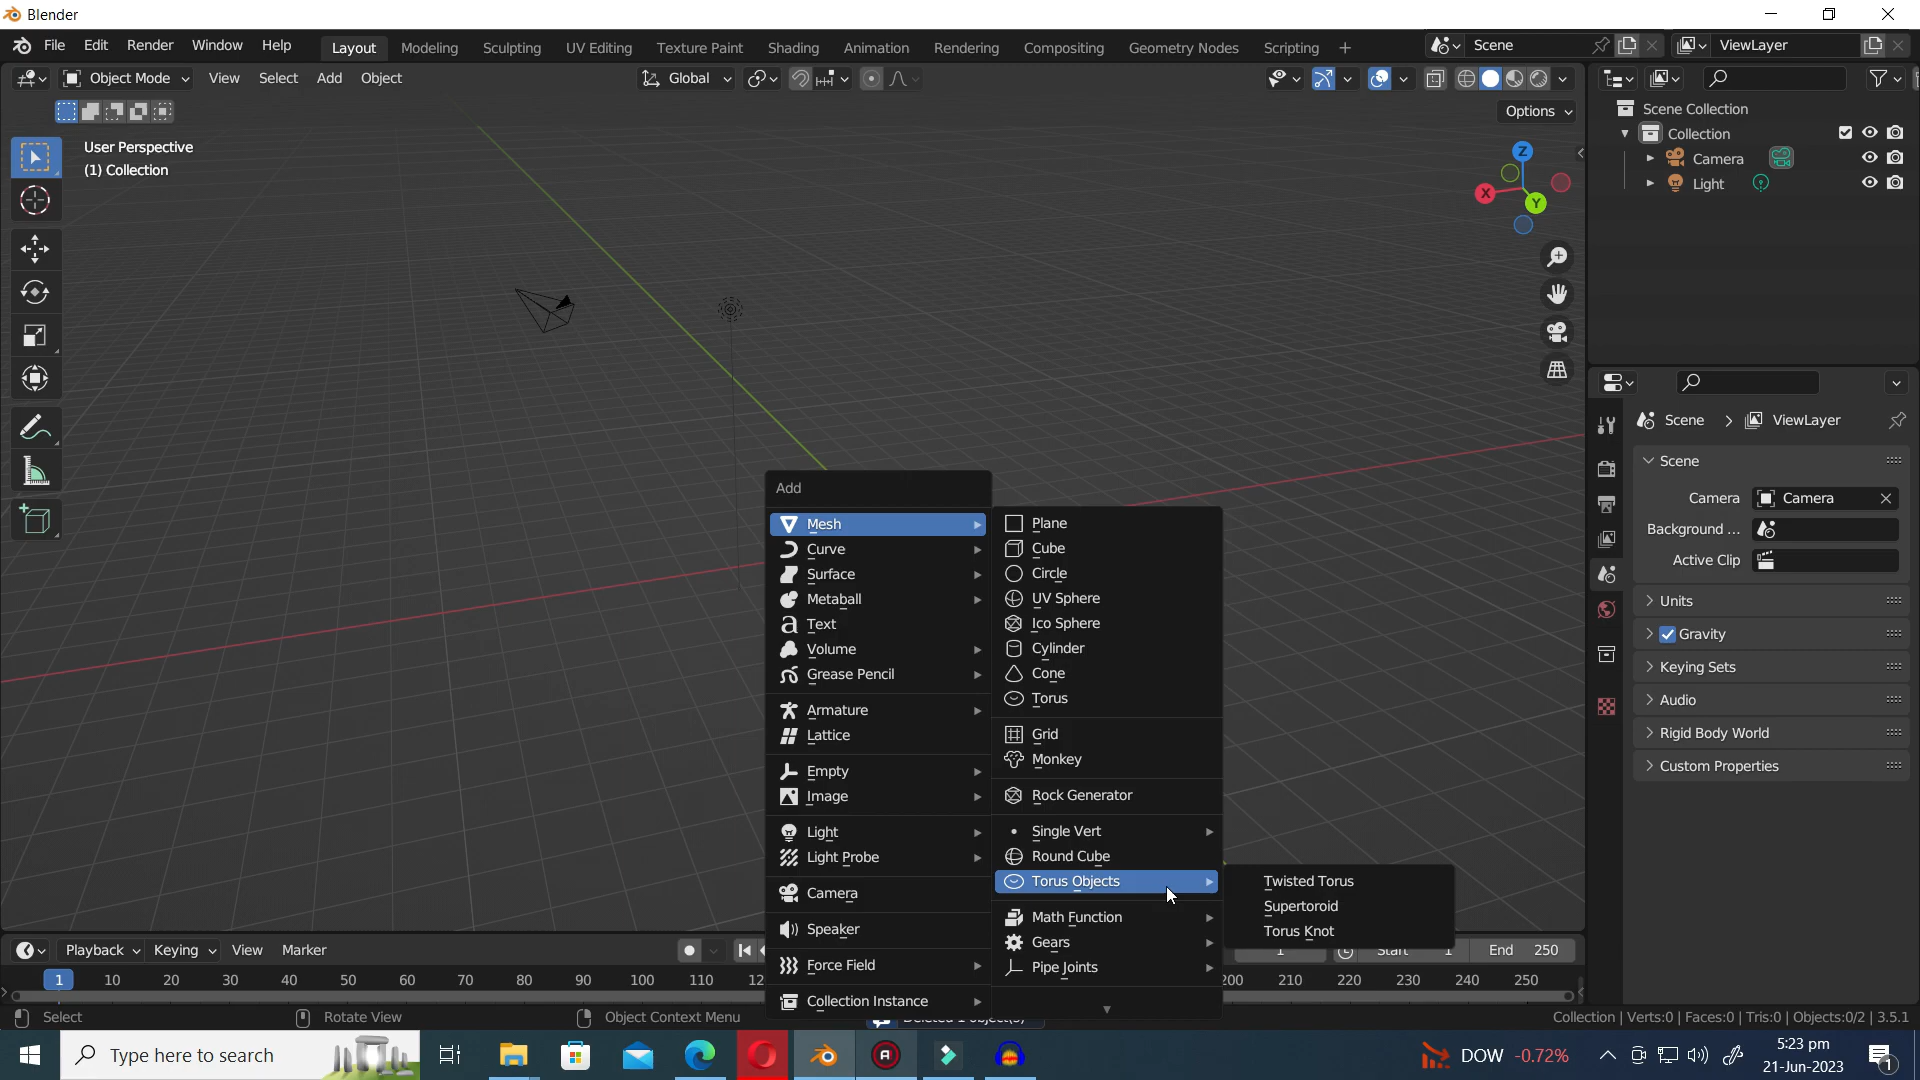 Blender
File Edit Render Window Help Layout Modeling Sculpting UV Editing Texture Paint Shading Animation Rendering Compositing Geometry Nodes Scripting + Scene ViewLayer
Object Mode View Select Add Object Global
Options
User Perspective
(1) Collection
Z
X
Y
Scene Collection
Collection
Camera
Light
Scene > ViewLayer
Scene
Camera Camera
Background ...
Active Clip
Units
Gravity
Keying Sets
Audio
Rigid Body World
Custom Properties
Add
Mesh
Curve
Surface
Metaball
Text
Volume
Grease Pencil
Armature
Lattice
Empty
Image
Light
Light Probe
Camera
Speaker
Force Field
Collection Instance
Plane
Cube
Circle
UV Sphere
Ico Sphere
Cylinder
Cone
Torus
Grid
Monkey
Rock Generator
Single Vert
Round Cube
Torus Objects
Math Function
Gears
Pipe Joints
Twisted Torus
Supertoroid
Torus Knot
Playback Keying View Marker 1 Start 1 End 250
1 10 20 30 40 50 60 70 80 90 100 110 200 210 220 230 240 250
Select Rotate View Object Context Menu Deleted 1 object(s) Collection | Verts:0 | Faces:0 | Tris:0 | Objects:0/2 | 3.5.1
Type here to search DOW -0.72% 5:23 pm
21-Jun-2023 1